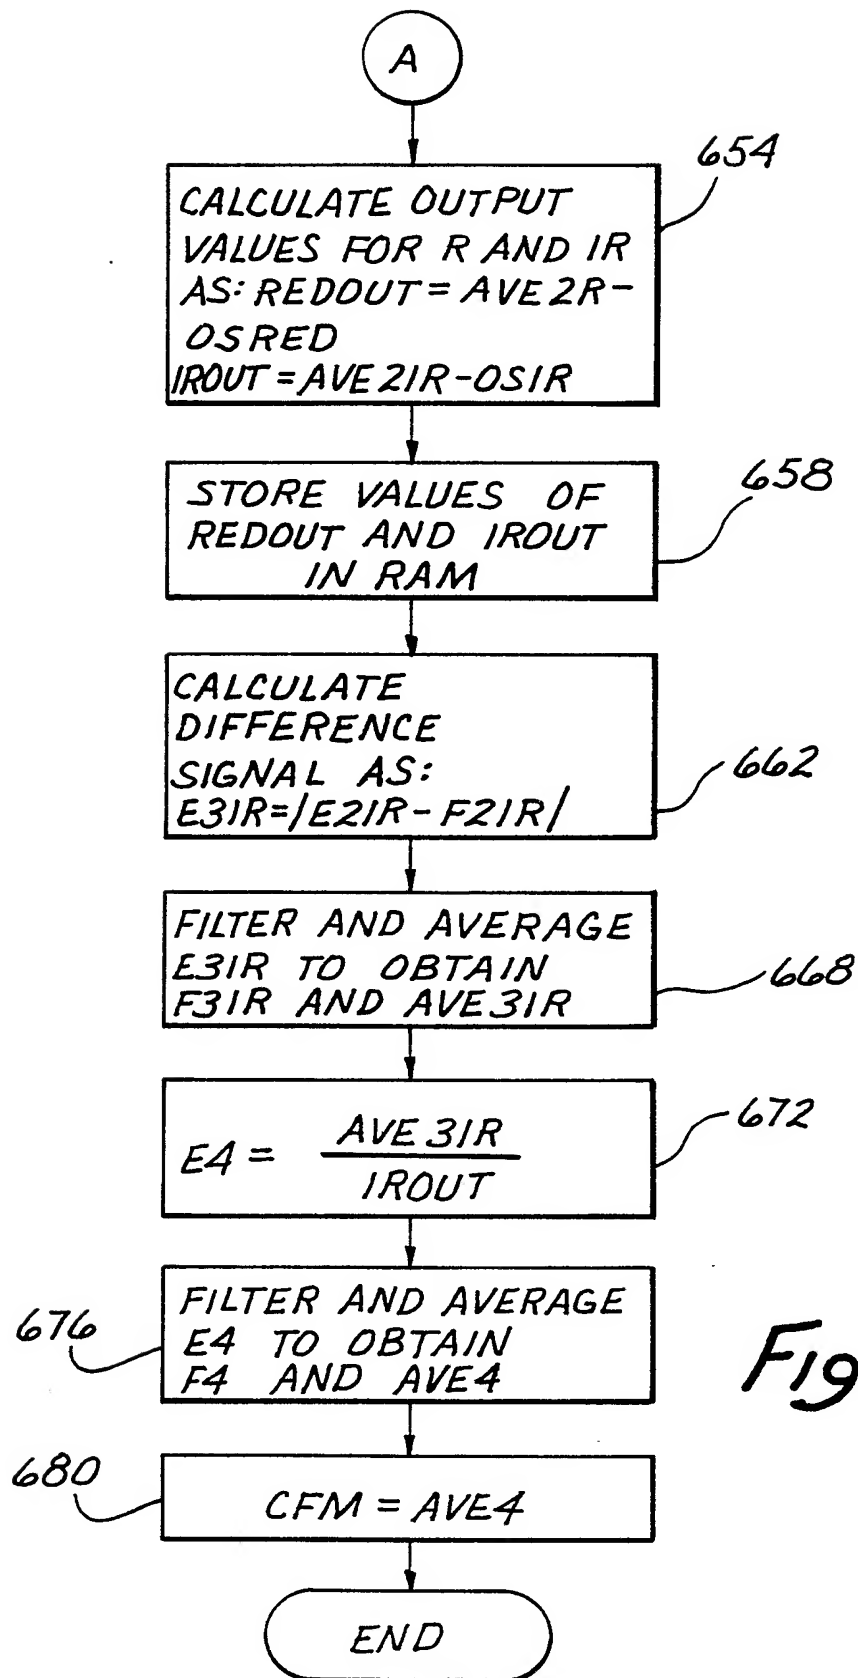 A
654
CALCULATE OUTPUT
VALUES FOR R AND IR
AS: REDOUT = AVE2R-
OSRED
IROUT = AVE2IR-OSIR
658
STORE VALUES OF
REDOUT AND IROUT
IN RAM
CALCULATE
DIFFERENCE
SIGNAL AS:
E3IR=|E2IR-F2IR|
662
FILTER AND AVERAGE
E3IR TO OBTAIN
F3IR AND AVE3IR
668
E4 = AVE3IR
IROUT
672
FILTER AND AVERAGE
E4 TO OBTAIN
F4 AND AVE4
676
Fig
680
CFM = AVE4
END